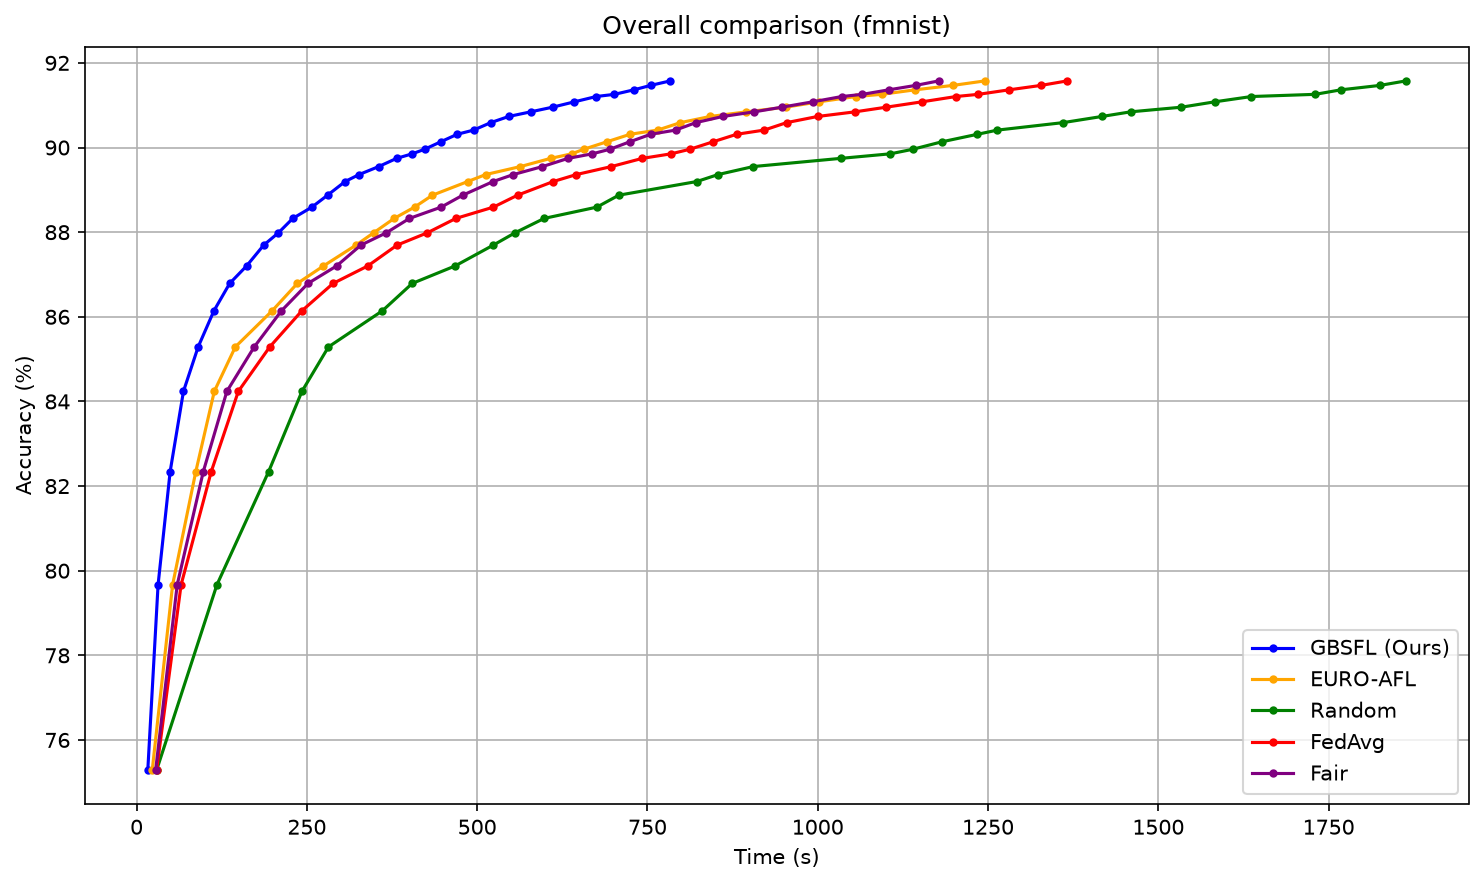 Overall comparison (fmnist)
92
90
88
86
84
82
80
78
76
Accuracy (%)
0 250 500 750 1000 1250 1500 1750
Time (s)
GBSFL (Ours)
EURO-AFL
Random
FedAvg
Fair